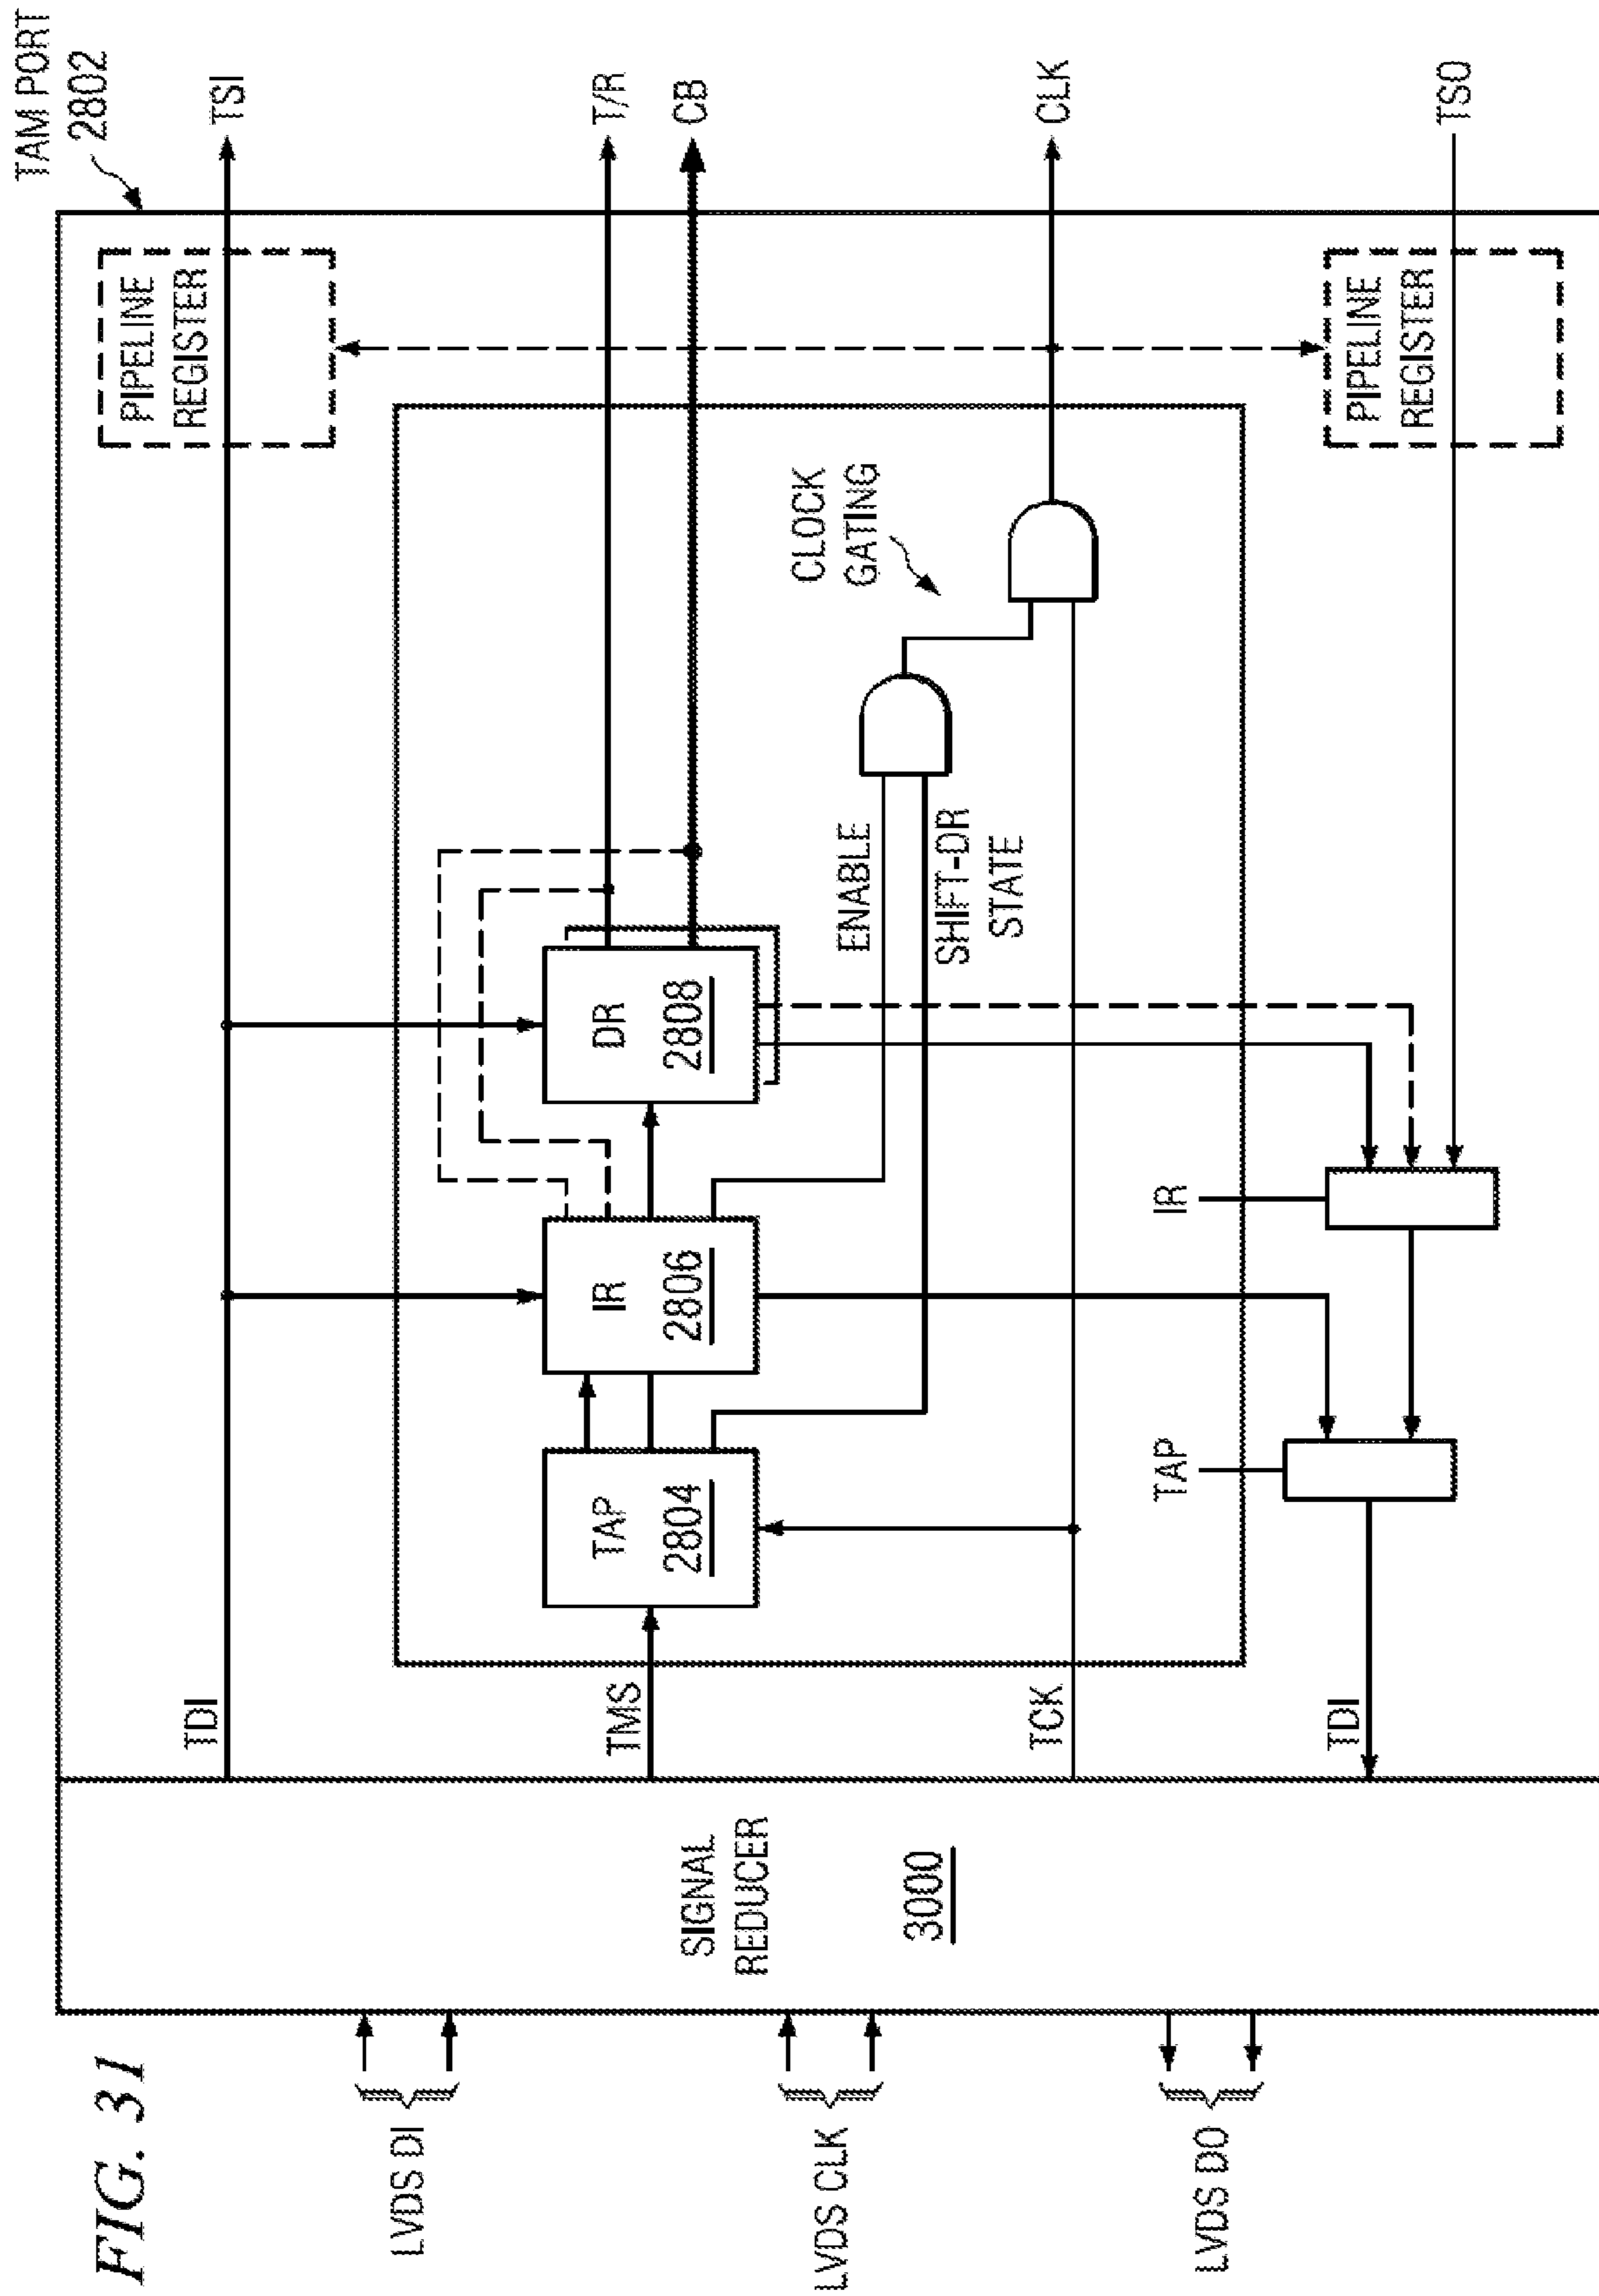 FIG. 31
TAM PORT
2802
LVDS DI
LVDS CLK
LVDS DO
SIGNAL
REDUCER
3000
TDI
TMS
TCK
TDI
TAP
2804
IR
2806
DR
2808
TAP
IR
ENABLE
SHIFT-DR
STATE
CLOCK
GATING
PIPELINE
REGISTER
PIPELINE
REGISTER
TSI
T/R
CB
CLK
TSO